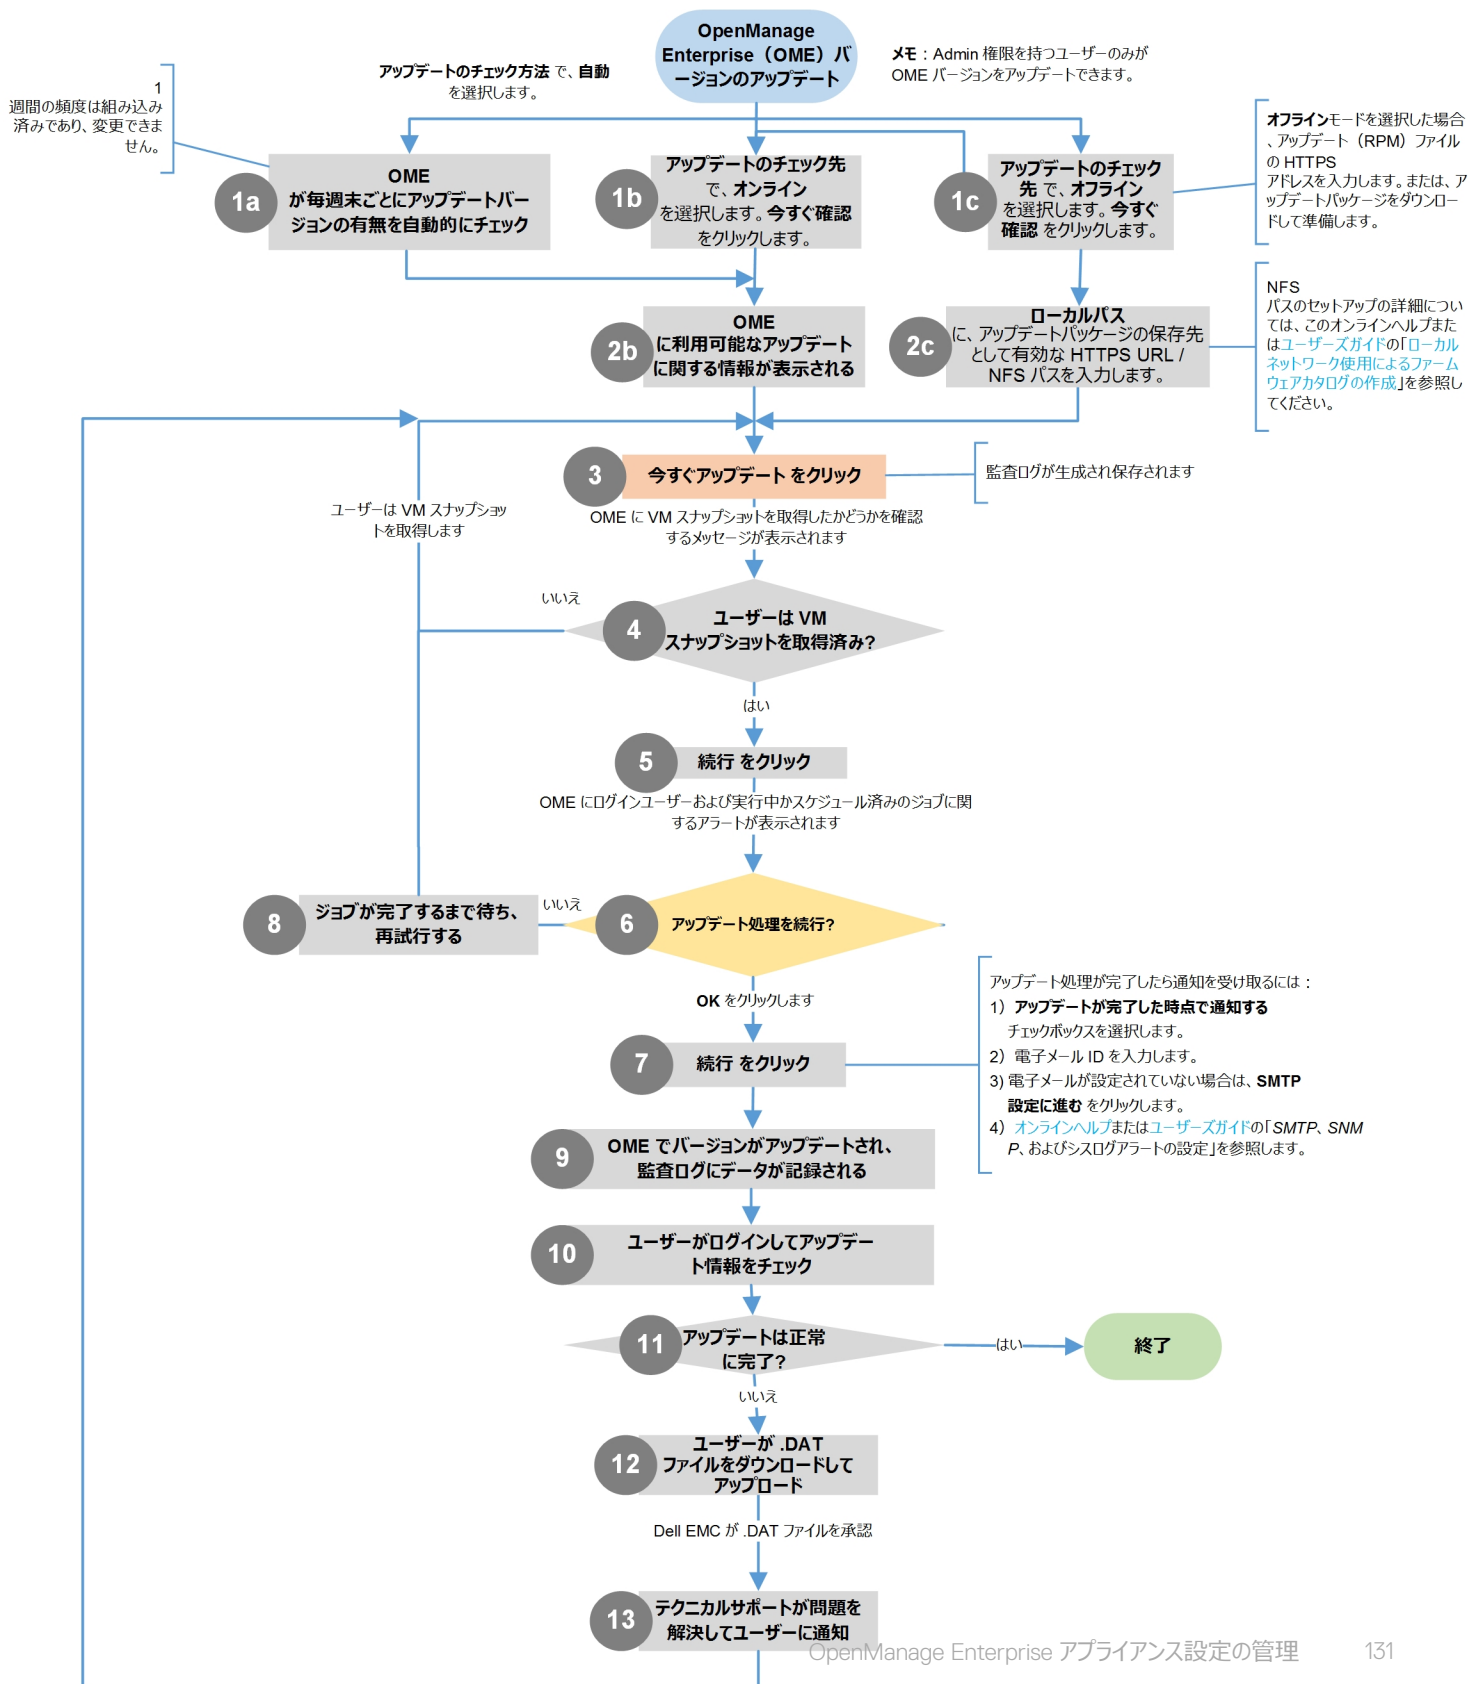 OpenManage
Enterprise（OME）バ
ージョンのアップデート
メモ：Admin 権限を持つユーザーのみが
OME バージョンをアップデートできます。
アップデートのチェック方法 で、自動
を選択します。
1
週間の頻度は組み込み
済みであり、変更できま
せん。
1a
OME
が毎週末ごとにアップデートバー
ジョンの有無を自動的にチェック
1b
アップデートのチェック先
で、オンライン
を選択します。今すぐ確認
をクリックします。
1c
アップデートのチェック
先 で、オフライン
を選択します。今すぐ
確認 をクリックします。
オフラインモードを選択した場合
、アップデート（RPM）ファイル
の HTTPS
アドレスを入力します。または、ア
ップデートパッケージをダウンロー
ドして準備します。
2b
OME
に利用可能なアップデート
に関する情報が表示される
2c
ローカルパス
に、アップデートパッケージの保存先
として有効な HTTPS URL /
NFS パスを入力します。
NFS
パスのセットアップの詳細につい
ては、このオンラインヘルプまた
はユーザーズガイドの「ローカル
ネットワーク使用によるファーム
ウェアカタログの作成」を参照し
てください。
3
今すぐアップデート をクリック
監査ログが生成され保存されます
ユーザーは VM スナップショッ
トを取得します
OME に VM スナップショットを取得したかどうかを確認
するメッセージが表示されます
いいえ
4
ユーザーは VM
スナップショットを取得済み?
はい
5
続行 をクリック
OME にログインユーザーおよび実行中かスケジュール済みのジョブに関
するアラートが表示されます
8
ジョブが完了するまで待ち、
再試行する
いいえ
6
アップデート処理を続行?
OK をクリックします
7
続行 をクリック
アップデート処理が完了したら通知を受け取るには：
1）アップデートが完了した時点で通知する
チェックボックスを選択します。
2）電子メール ID を入力します。
3) 電子メールが設定されていない場合は、SMTP
設定に進む をクリックします。
4）オンラインヘルプまたはユーザーズガイドの「SMTP、SNM
P、およびシスログアラートの設定」を参照します。
9
OME でバージョンがアップデートされ、
監査ログにデータが記録される
10
ユーザーがログインしてアップデー
ト情報をチェック
11
アップデートは正常
に完了?
はい
終了
いいえ
12
ユーザーが .DAT
ファイルをダウンロードして
アップロード
Dell EMC が .DAT ファイルを承認
13
テクニカルサポートが問題を
解決してユーザーに通知
OpenManage Enterprise アプライアンス設定の管理
131